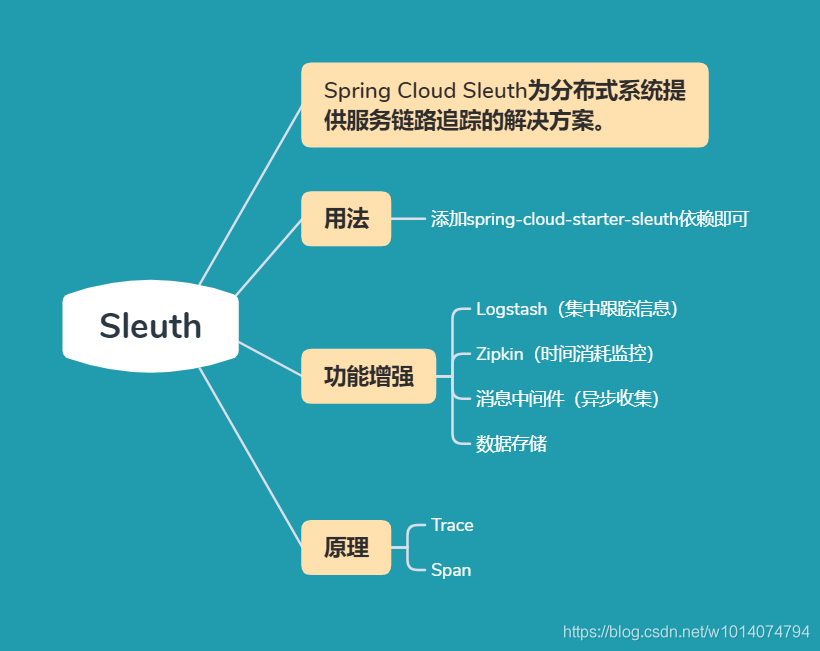 Spring Cloud Sleuth为分布式系统提
供服务链路追踪的解决方案。
用法
添加spring-cloud-starter-sleuth依赖即可
Sleuth
功能增强
Logstash（集中跟踪信息）
Zipkin（时间消耗监控）
消息中间件（异步收集）
数据存储
原理
Trace
Span
https://blog.csdn.net/w1014074794